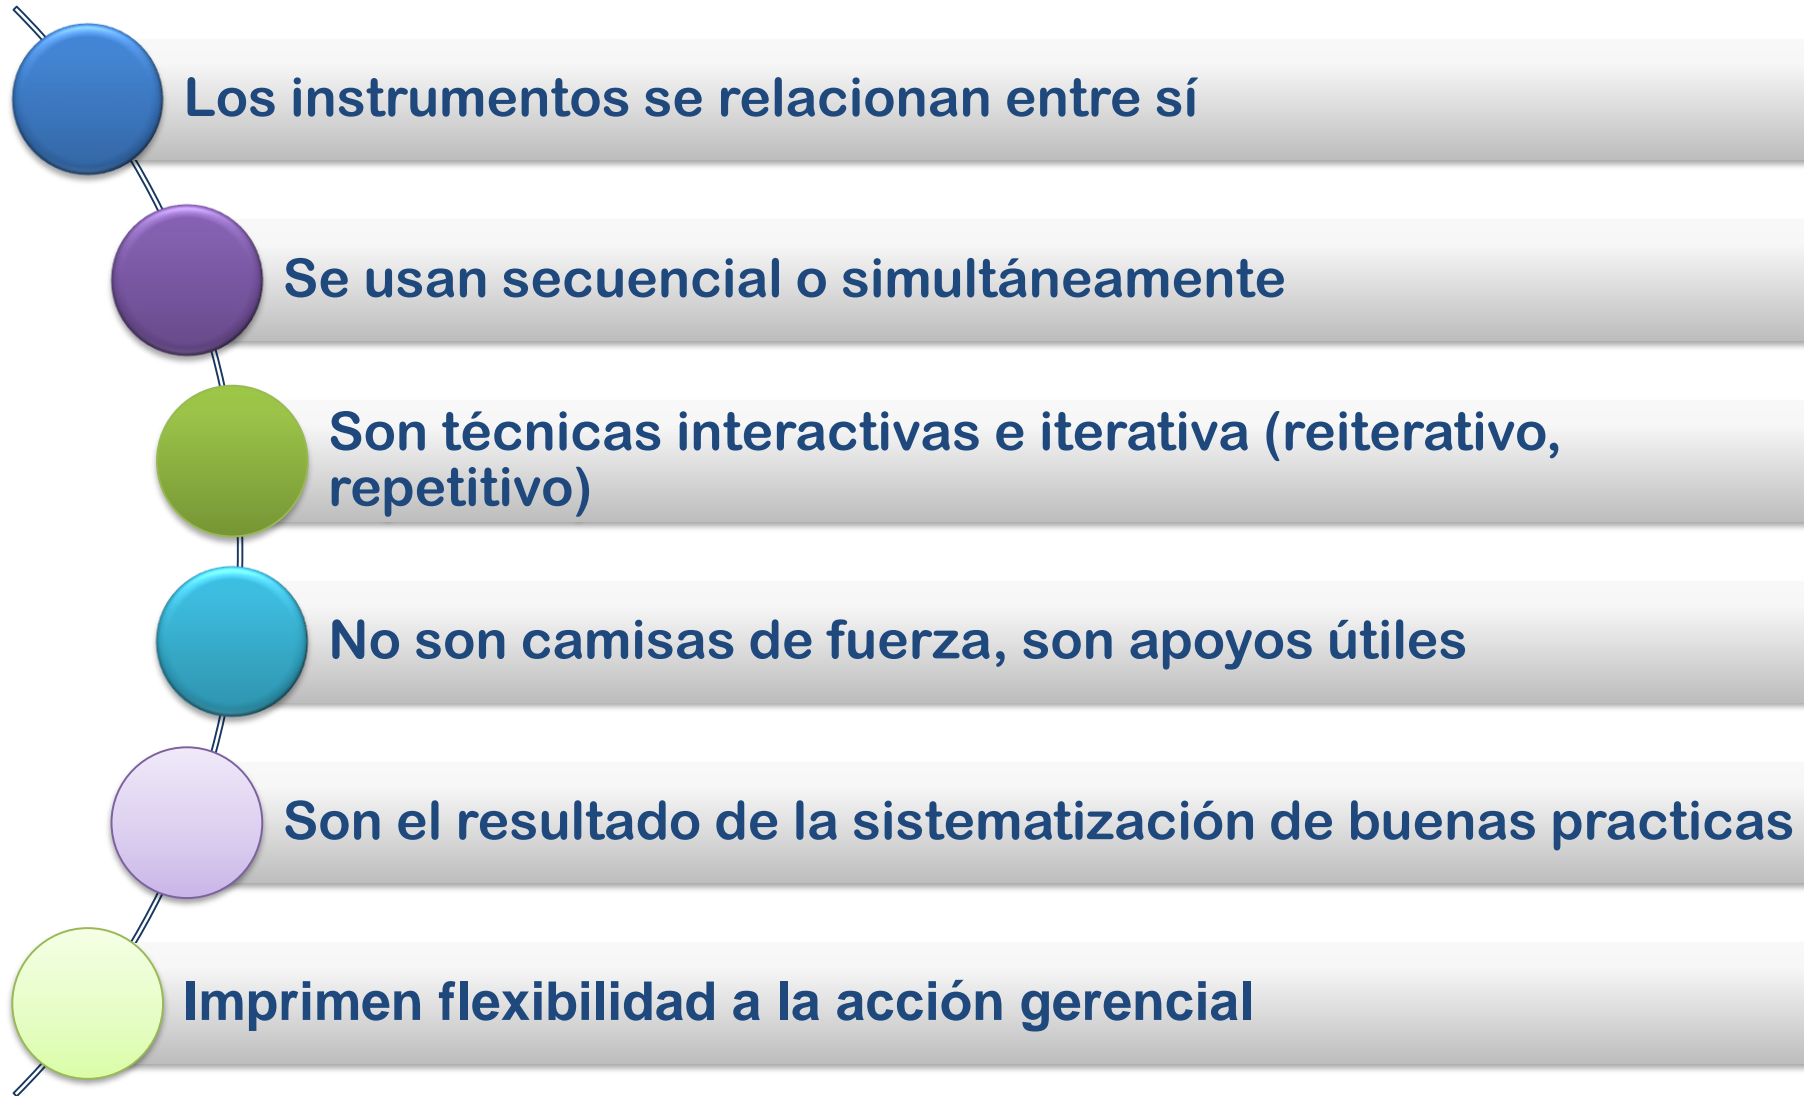 Los instrumentos se relacionan entre sí
Se usan secuencial o simultáneamente
Son técnicas interactivas e iterativa (reiterativo,
repetitivo)
No son camisas de fuerza, son apoyos útiles
Son el resultado de la sistematización de buenas practicas
Imprimen flexibilidad a la acción gerencial